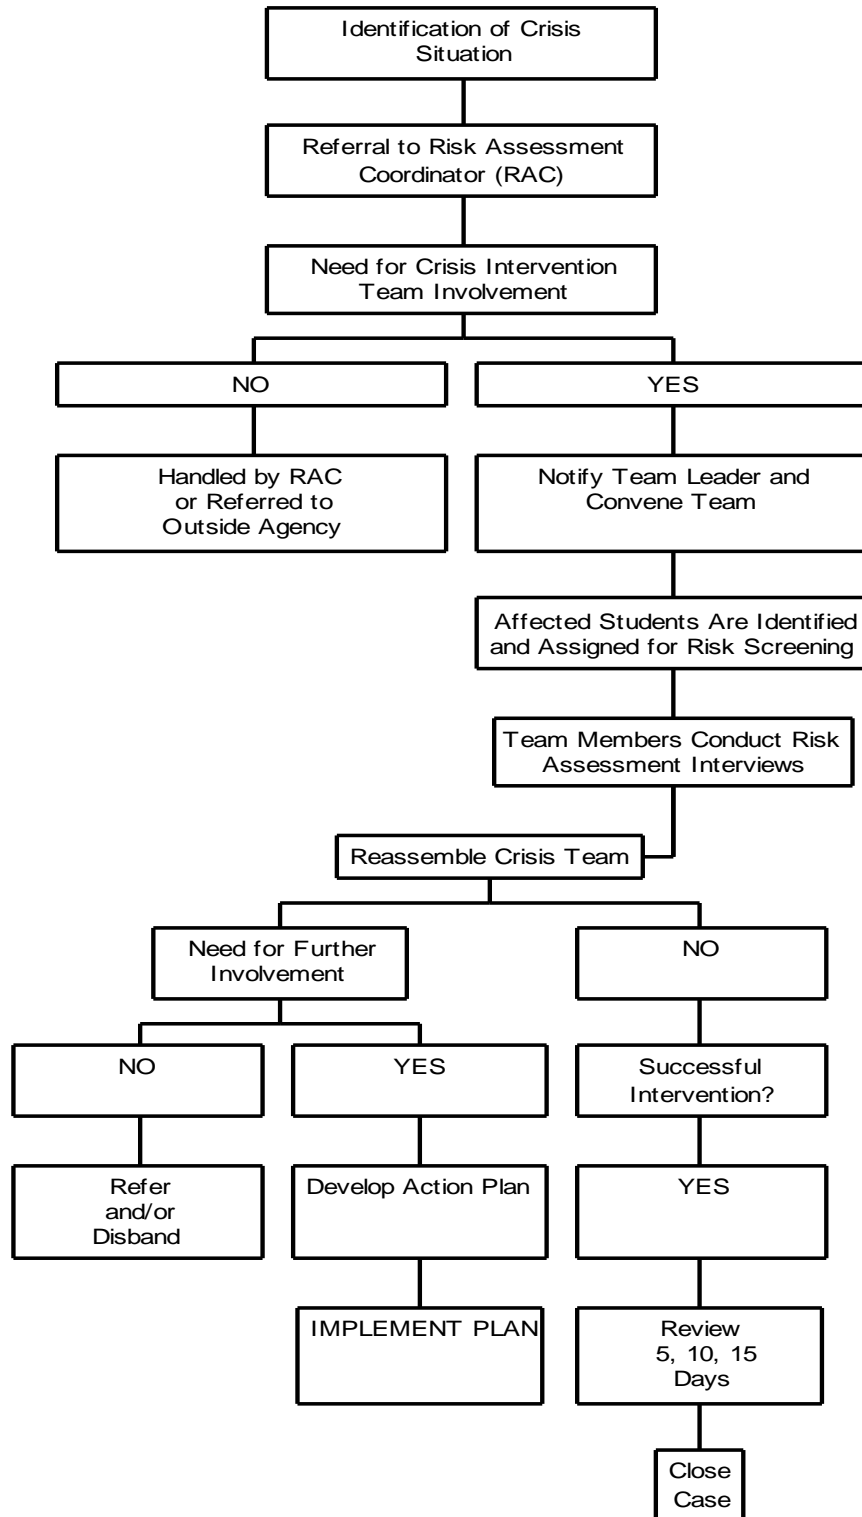 Identification of Crisis
Situation
Referral to Risk Assessment
Coordinator (RAC)
Need for Crisis Intervention
Team Involvement
NO
YES
Handled by RAC
or Referred to
Outside Agency
Notify Team Leader and
Convene Team
Affected Students Are Identified
and Assigned for Risk Screening
Team Members Conduct Risk
Assessment Interviews
Reassemble Crisis Team
Need for Further
Involvement
NO
NO
YES
Successful
Intervention?
Refer
and/or
Disband
Develop Action Plan
YES
IMPLEMENT PLAN
Review
5, 10, 15
Days
Close
Case